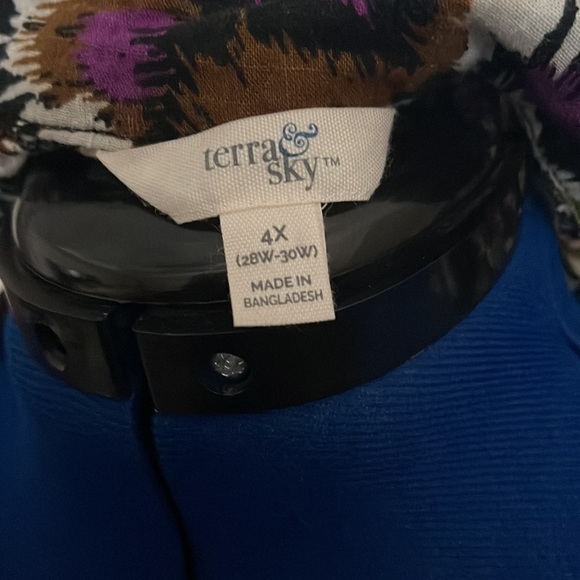 terra&
sky™
4X
(28W-30W)
MADE IN
BANGLADESH